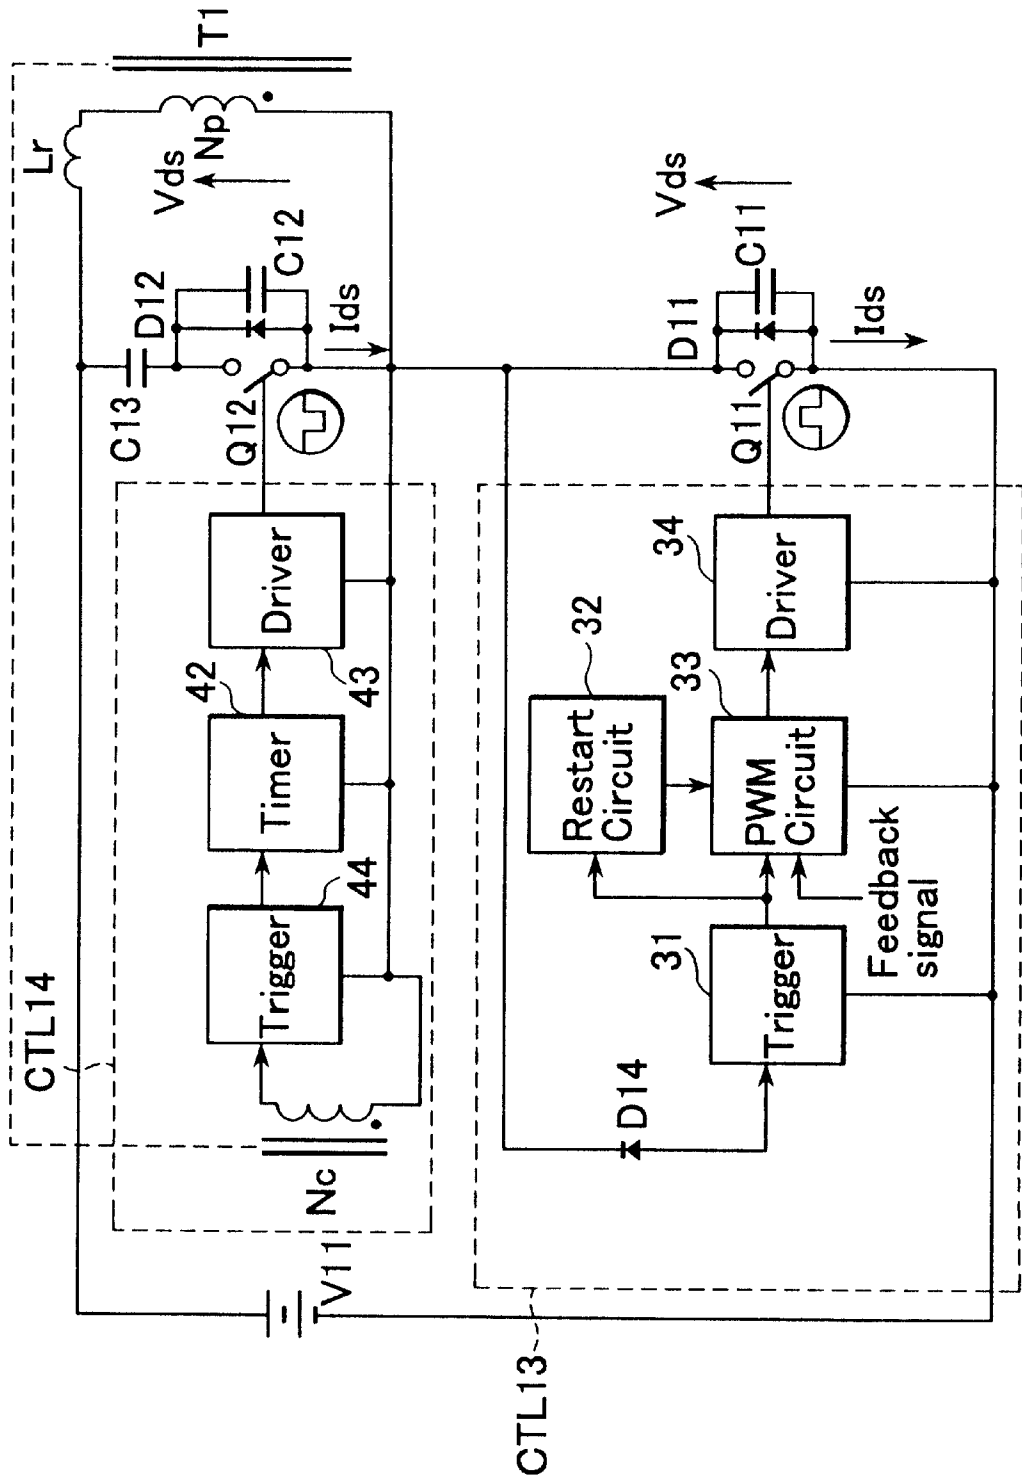 T1
Lr
Np
Vds
C13
D12
C12
Q12
Ids
CTL14
Driver
43
42
Timer
44
Trigger
Nc
V11
Vds
D11
C11
Q11
Ids
34
Driver
32
Restart
Circuit
33
PWM
Circuit
Feedback
signal
31
Trigger
D14
CTL13